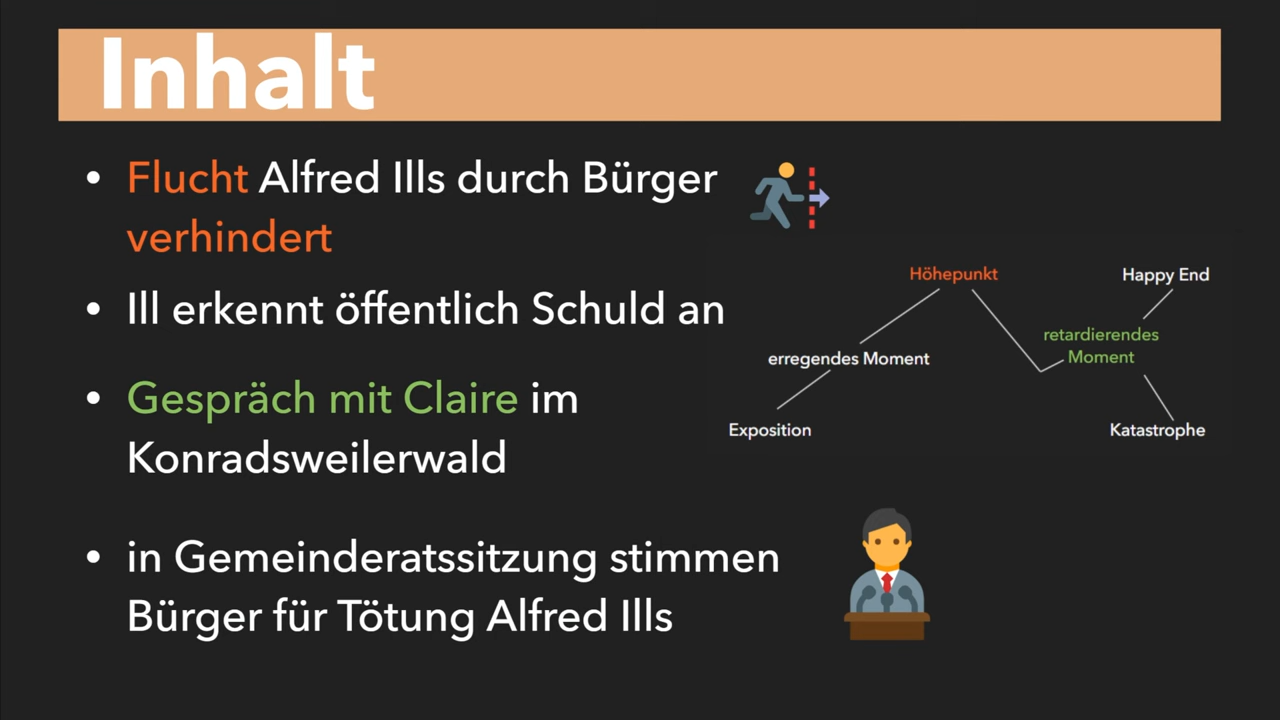 Inhalt
• Flucht Alfred Ills durch Bürger
verhindert
• Ill erkennt öffentlich Schuld an
• Gespräch mit Claire im
Konradsweilerwald
• in Gemeinderatssitzung stimmen
Bürger für Tötung Alfred Ills
Höhepunkt
Happy End
retardierendes
Moment
erregendes Moment
Exposition
Katastrophe